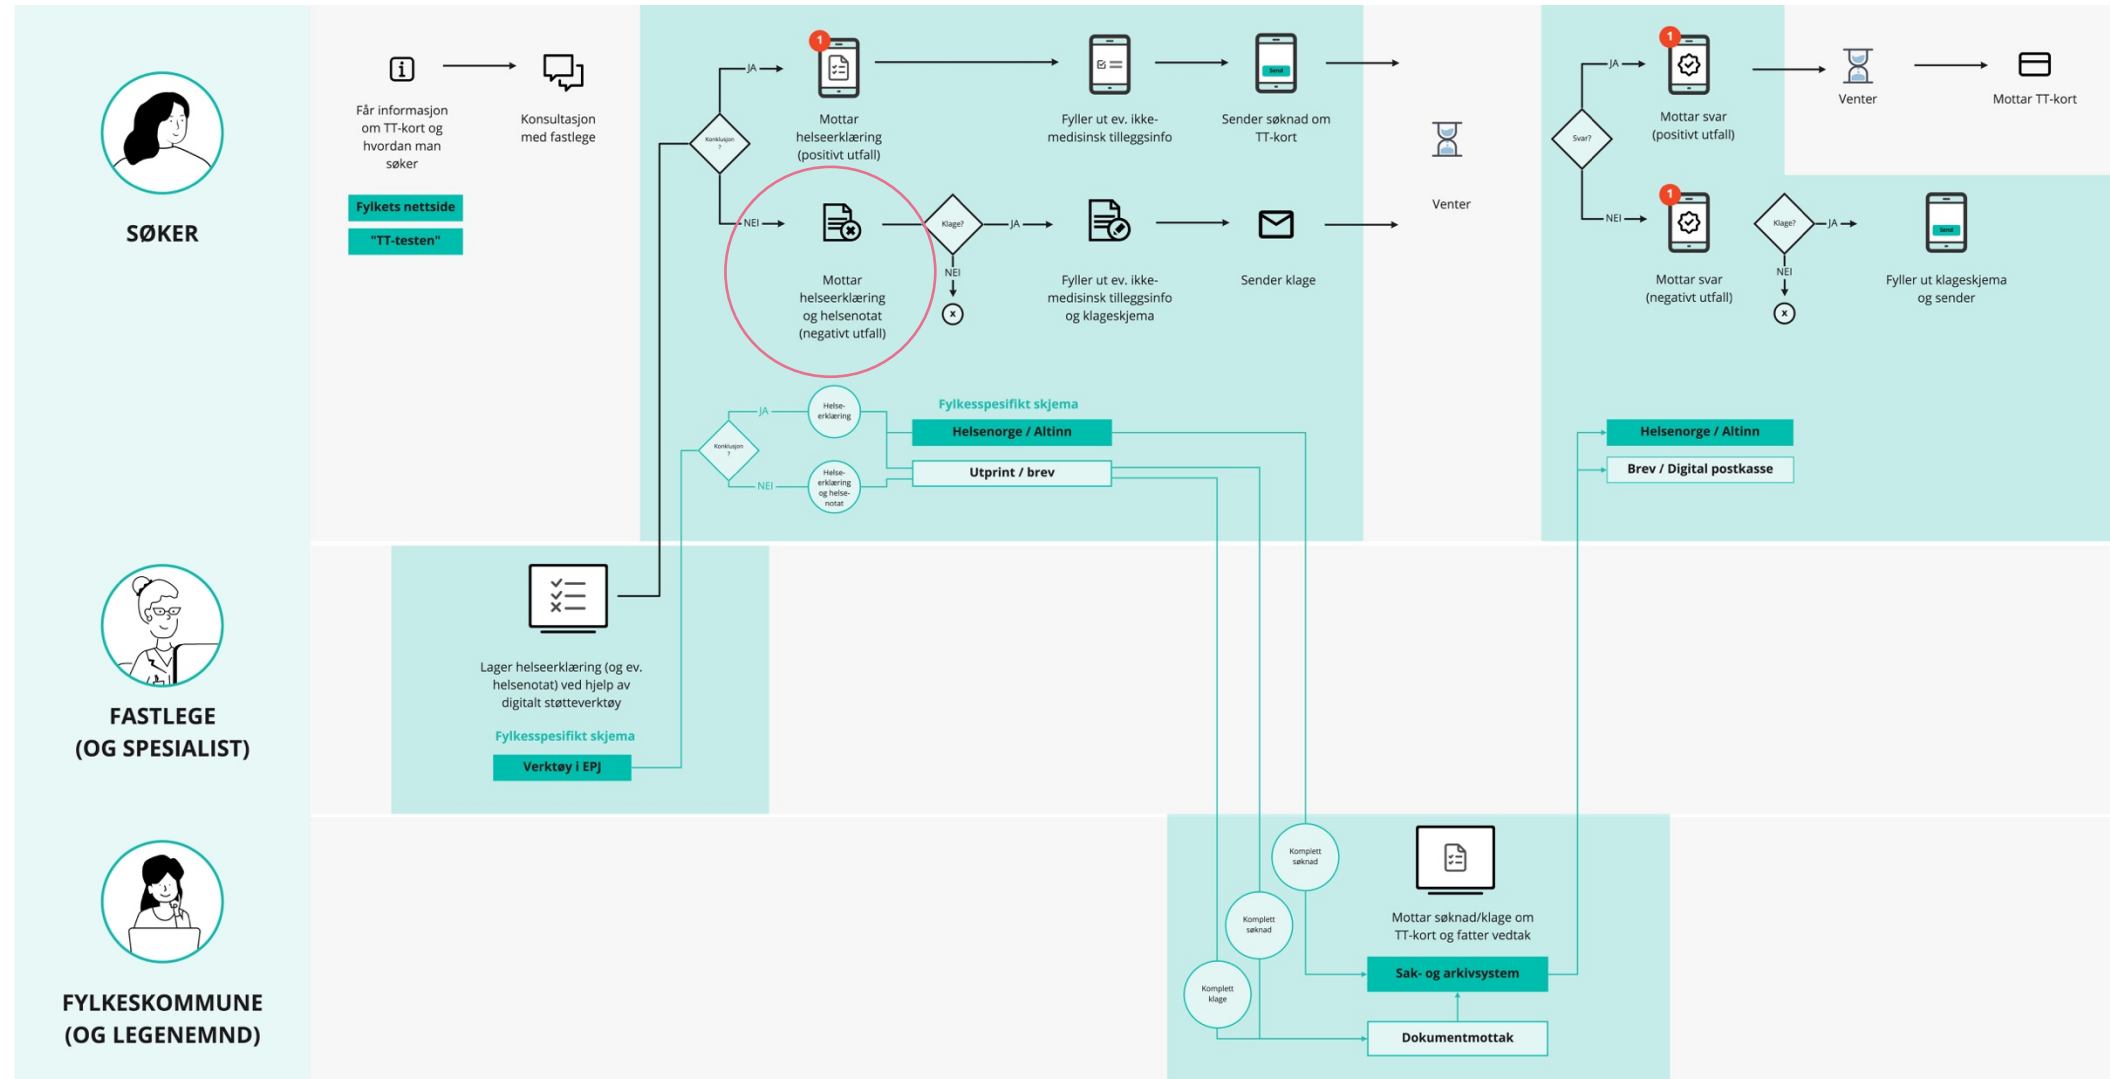 SØKER
Får informasjon
om TT-kort og
hvordan man
søker
Fylkets nettside
"TT-testen"
Konsultasjon
med fastlege
Konklusjon
?
JA
1
Mottar
helseerklæring
(positivt utfall)
Fyller ut ev. ikke-
medisinsk tilleggsinfo
Send
Sender søknad om
TT-kort
NEI
Mottar
helseerklæring
og helsenotat
(negativt utfall)
Klage?
JA
NEI
x
Fyller ut ev. ikke-
medisinsk tilleggsinfo
og klageskjema
Sender klage
Venter
Svar?
JA
1
Mottar svar
(positivt utfall)
Venter
Mottar TT-kort
NEI
1
Mottar svar
(negativt utfall)
Klage?
JA
NEI
x
Send
Fyller ut klageskjema
og sender
Konklusjon
?
JA
Helse-
erklæring
NEI
Helse-
erklæring
og helse-
notat
Fylkesspesifikt skjema
Helsenorge / Altinn
Utprint / brev
Helsenorge / Altinn
Brev / Digital postkasse
FASTLEGE
(OG SPESIALIST)
Lager helseerklæring (og ev.
helsenotat) ved hjelp av
digitalt støtteverktøy
Fylkesspesifikt skjema
Verktøy i EPJ
FYLKESKOMMUNE
(OG LEGENEMND)
Komplett
søknad
Komplett
søknad
Komplett
klage
Mottar søknad/klage om
TT-kort og fatter vedtak
Sak- og arkivsystem
Dokumentmottak